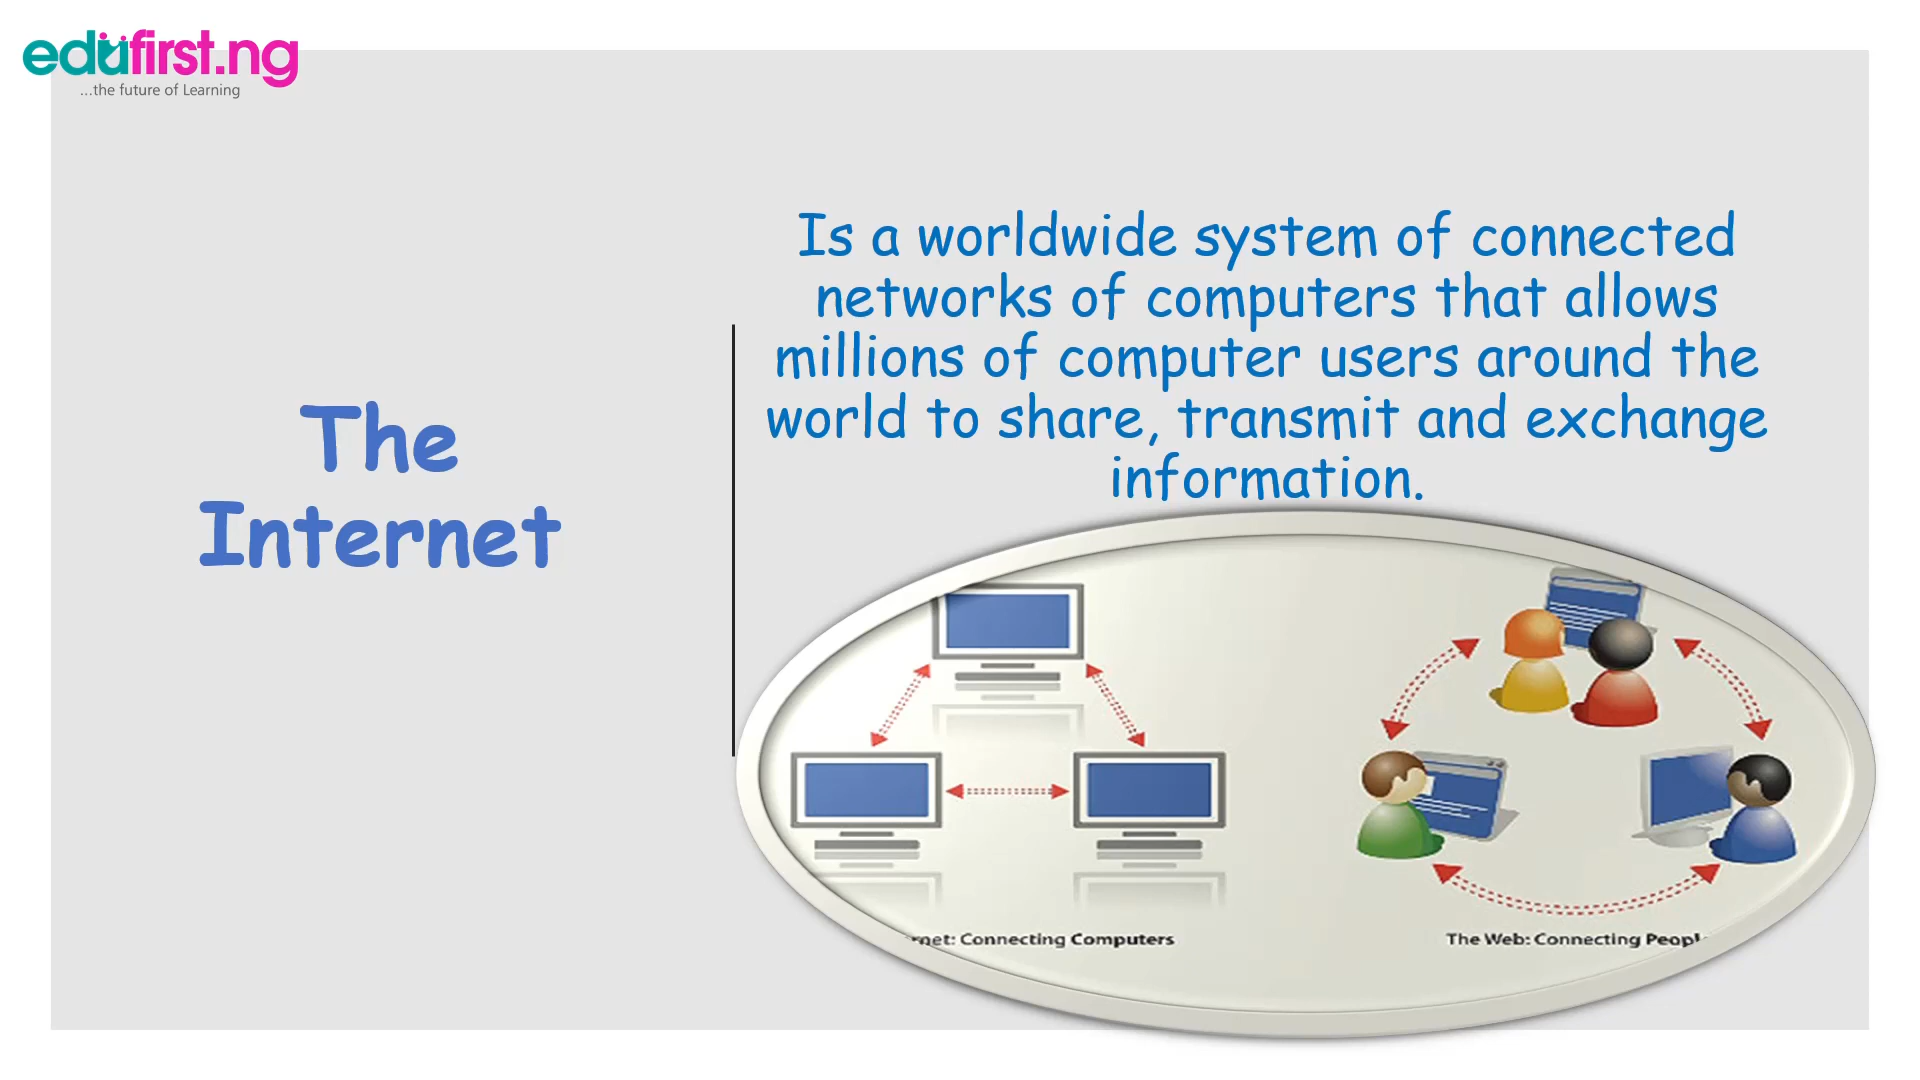 edufirst.ng
...the future of Learning
The
Internet
Is a worldwide system of connected
networks of computers that allows
millions of computer users around the
world to share, transmit and exchange
information.
Connecting Computers
The Web: Connecting